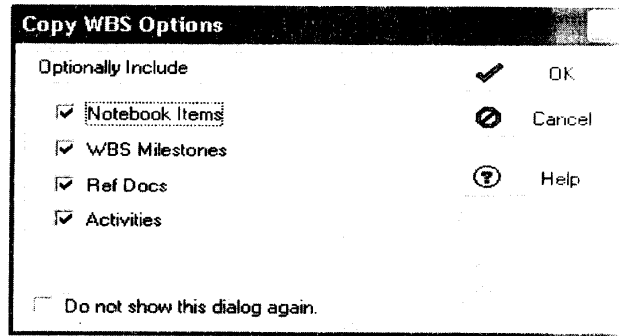 Copy WBS Options
Optionally Include
Notebook Items
WBS Milestones
Ref Docs
Activities
Do not show this dialog again.
OK
Cancel
Help